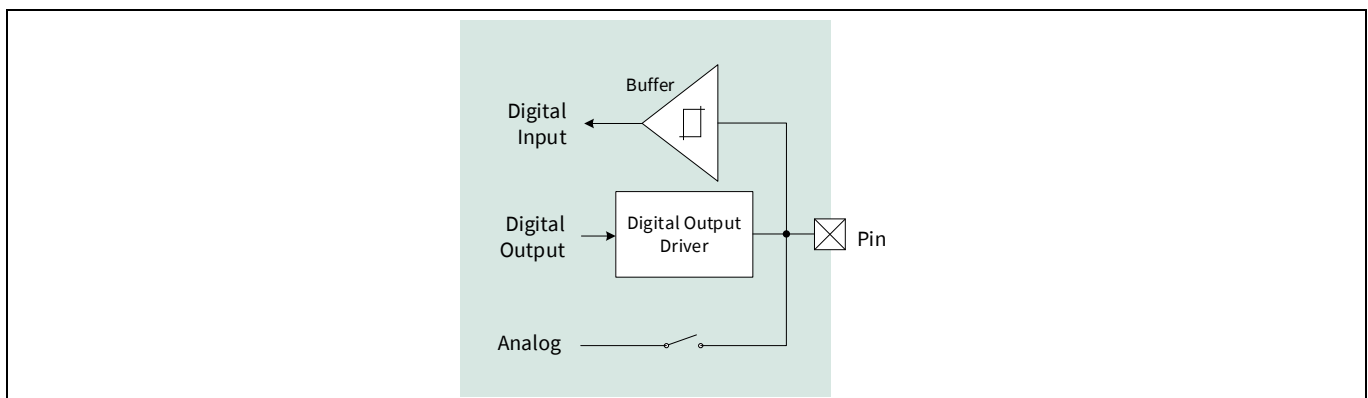 Buffer
Digital
Input
Digital
Output
Digital Output
Driver
Pin
Analog